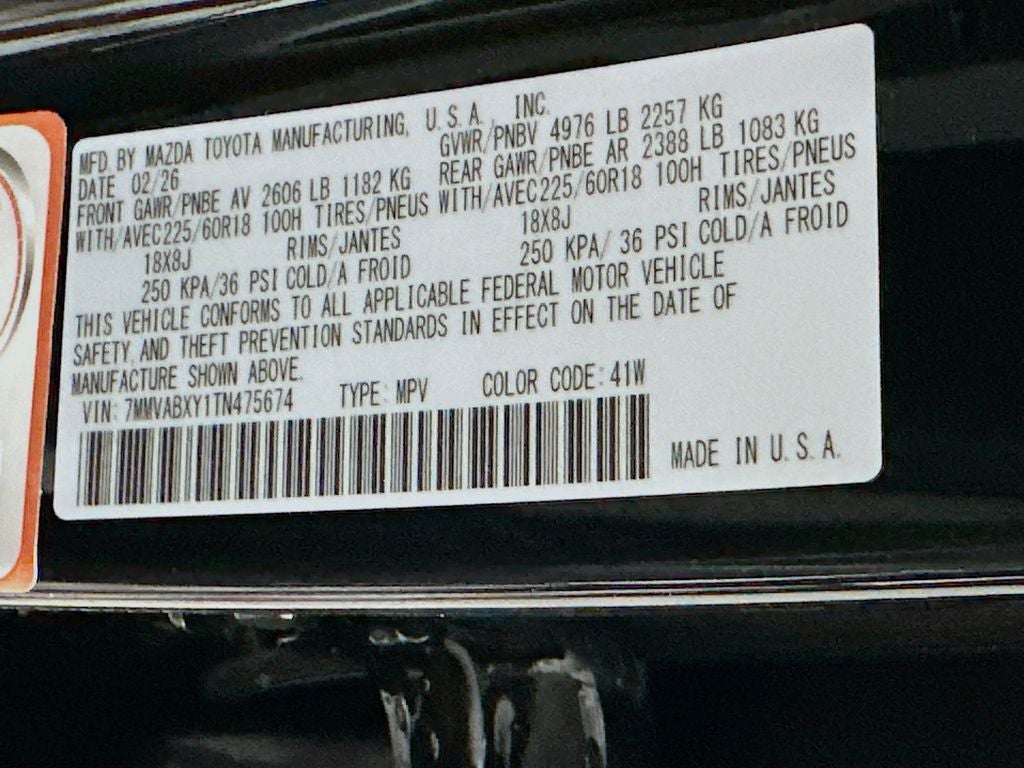 MFD. BY MAZDA TOYOTA MANUFACTURING, U.S.A. INC.
DATE 02/26 GVWR/PNBV 4976 LB 2257 KG
FRONT GAWR/PNBE AV 2606 LB 1182 KG REAR GAWR/PNBE AR 2388 LB 1083 KG
WITH/AVEC225/60R18 100H TIRES/PNEUS WITH/AVEC225/60R18 100H TIRES/PNEUS
18X8J RIMS/JANTES 18X8J RIMS/JANTES
250 KPA/36 PSI COLD/A FROID 250 KPA/ 36 PSI COLD/A FROID
THIS VEHICLE CONFORMS TO ALL APPLICABLE FEDERAL MOTOR VEHICLE
SAFETY, AND THEFT PREVENTION STANDARDS IN EFFECT ON THE DATE OF
MANUFACTURE SHOWN ABOVE.
VIN: 7MMVABXY1TN475674 TYPE: MPV COLOR CODE: 41W
MADE IN U.S.A.